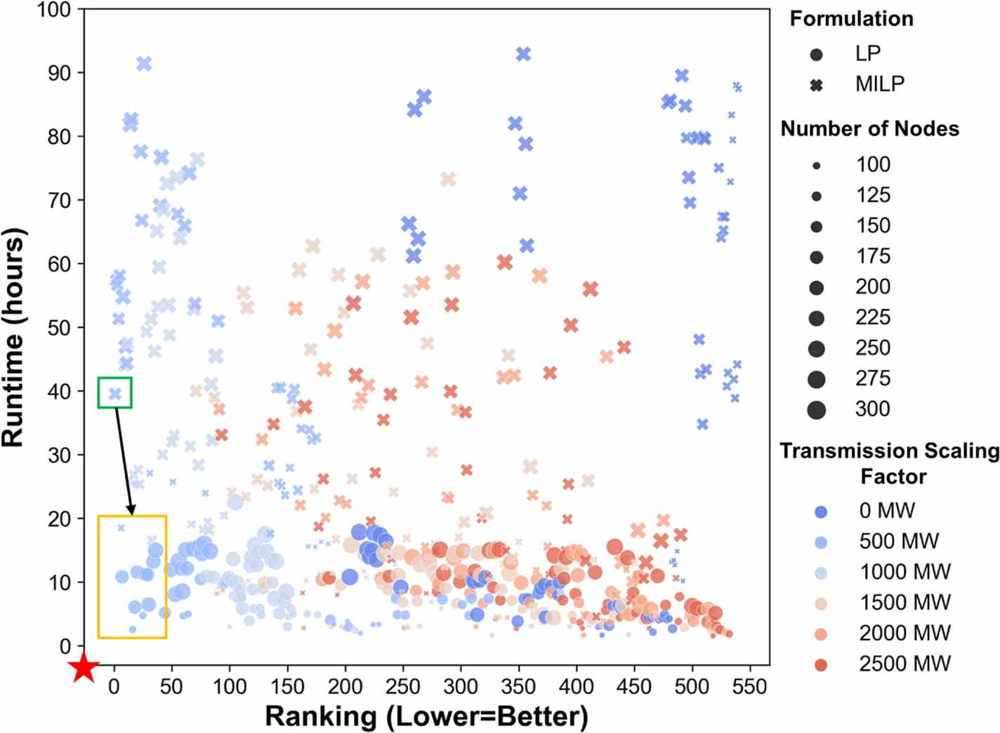 100
90
80
70
60
50
40
30
20
10
0
Runtime (hours)
0 50 100 150 200 250 300 350 400 450 500 550
Ranking (Lower=Better)
Formulation
LP
MILP
Number of Nodes
100
125
150
175
200
225
250
275
300
Transmission Scaling
Factor
0 MW
500 MW
1000 MW
1500 MW
2000 MW
2500 MW